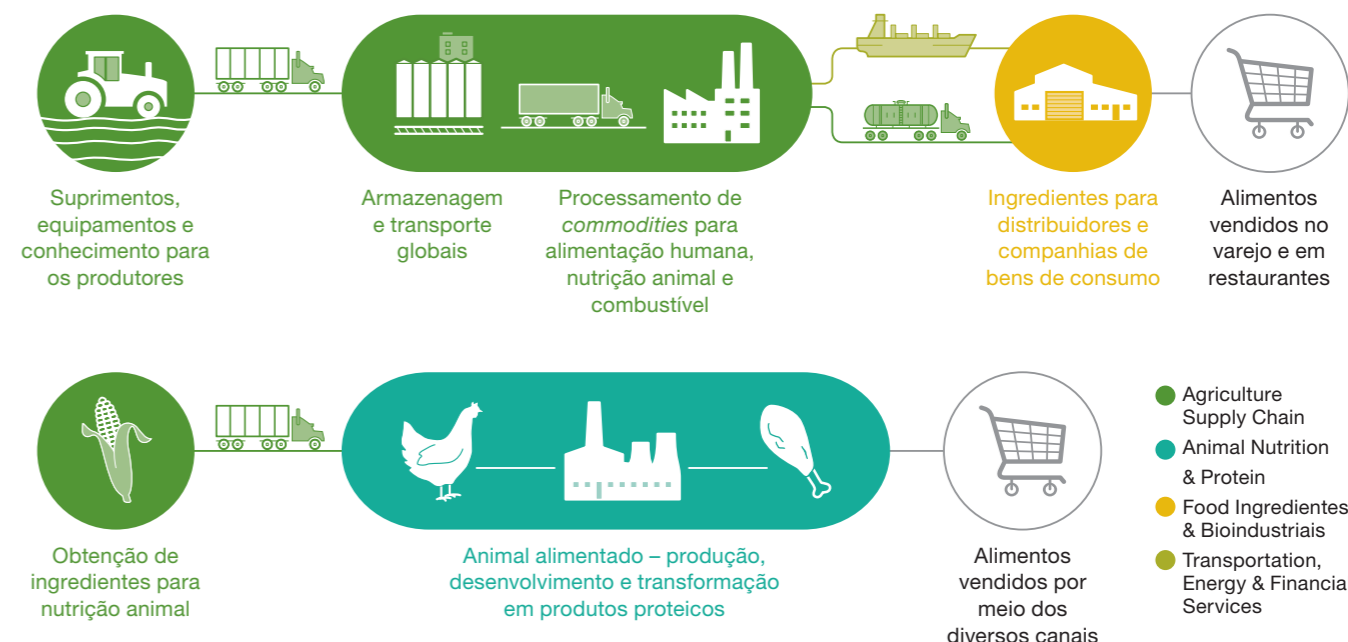 Suprimentos,
equipamentos e
conhecimento para
os produtores
Armazenagem
e transporte
globais
Processamento de
commodities para
alimentação humana,
nutrição animal e
combustível
Ingredientes para
distribuidores e
companhias de
bens de consumo
Alimentos
vendidos no
varejo e em
restaurantes
Obtenção de
ingredientes para
nutrição animal
Animal alimentado – produção,
desenvolvimento e transformação
em produtos proteicos
Alimentos
vendidos por
meio dos
diversos canais
Agriculture
Supply Chain
Animal Nutrition
& Protein
Food Ingredientes
& Bioindustriais
Transportation,
Energy & Financia
Services